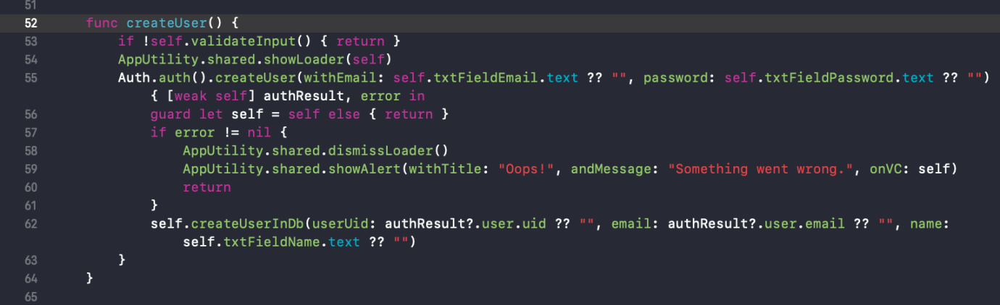 51
52 func createUser() {
53 if !self.validateInput() { return }
54 AppUtility.shared.showLoader(self)
55 Auth.auth().createUser(withEmail: self.txtFieldEmail.text ?? "", password: self.txtFieldPassword.text ?? "")
{ [weak self] authResult, error in
56 guard let self = self else { return }
57 if error != nil {
58 AppUtility.shared.dismissLoader()
59 AppUtility.shared.showAlert(withTitle: "Oops!", andMessage: "Something went wrong.", onVC: self)
60 return
61 }
62 self.createUserInDb(userUid: authResult?.user.uid ?? "", email: authResult?.user.email ?? "", name:
self.txtFieldName.text ?? "")
63 }
64 }
65